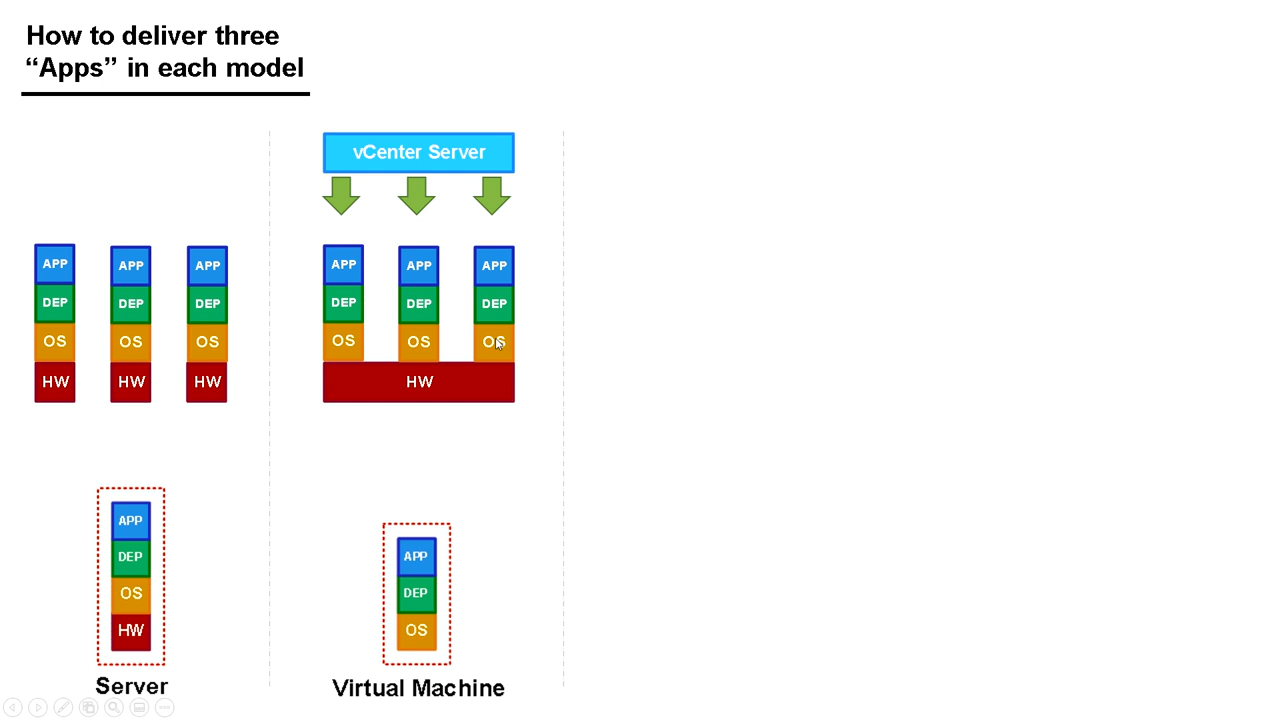 How to deliver three
“Apps” in each model
vCenter Server
APP APP APP
DEP DEP DEP
OS OS OS
HW HW HW
APP APP APP
DEP DEP DEP
OS OS OS
HW
APP
DEP
OS
HW
Server
APP
DEP
OS
Virtual Machine